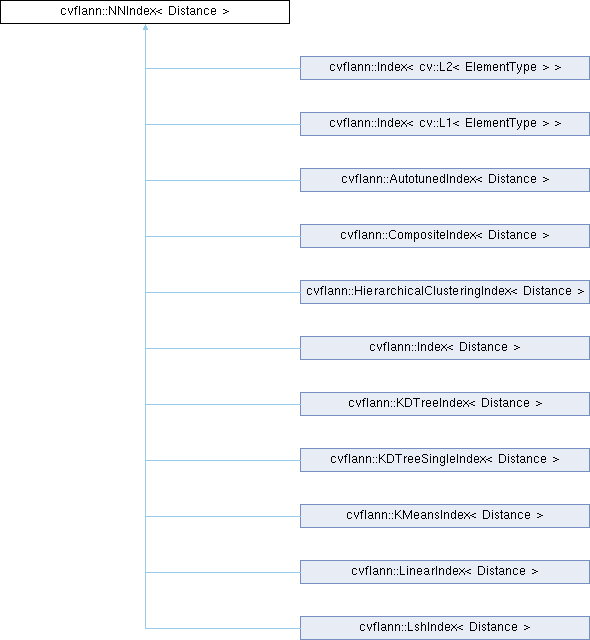 cvflann::NNIndex< Distance >
cvflann::Index< cv::L2< ElementType > >
cvflann::Index< cv::L1< ElementType > >
cvflann::AutotunedIndex< Distance >
cvflann::CompositeIndex< Distance >
cvflann::HierarchicalClusteringIndex< Distance >
cvflann::Index< Distance >
cvflann::KDTreeIndex< Distance >
cvflann::KDTreeSingleIndex< Distance >
cvflann::KMeansIndex< Distance >
cvflann::LinearIndex< Distance >
cvflann::LshIndex< Distance >